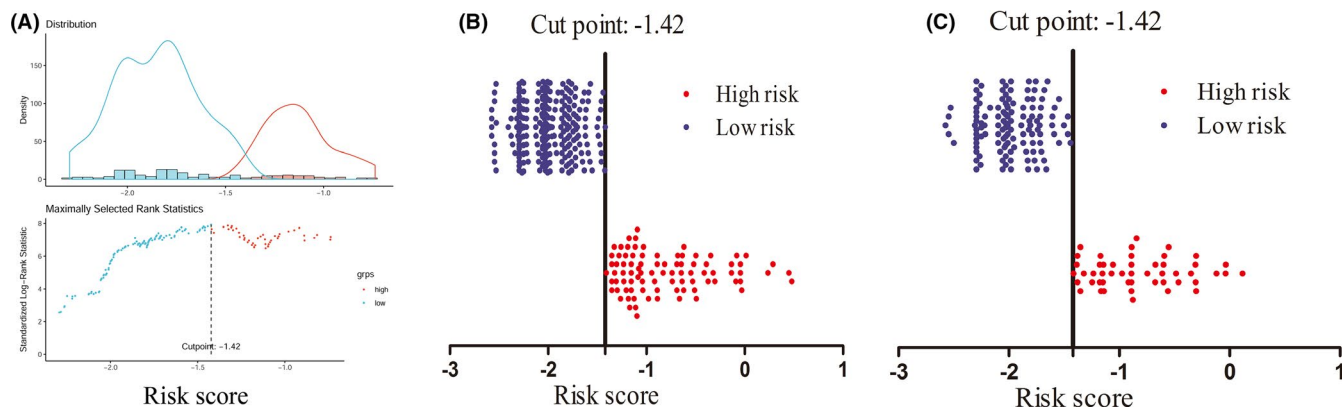 (A)
Distribution
Density
150
100
50
0
-2.0
-1.5
-1.0
Maximally Selected Rank Statistics
Standardized Log-Rank Statistic
8
6
4
2
0
Cutpoint: -1.42
-2.0
-1.5
-1.0
grps
high
low
Risk score
(B)
Cut point: -1.42
High risk
Low risk
-3
-2
-1
0
1
Risk score
(C)
Cut point: -1.42
High risk
Low risk
-3
-2
-1
0
1
Risk score